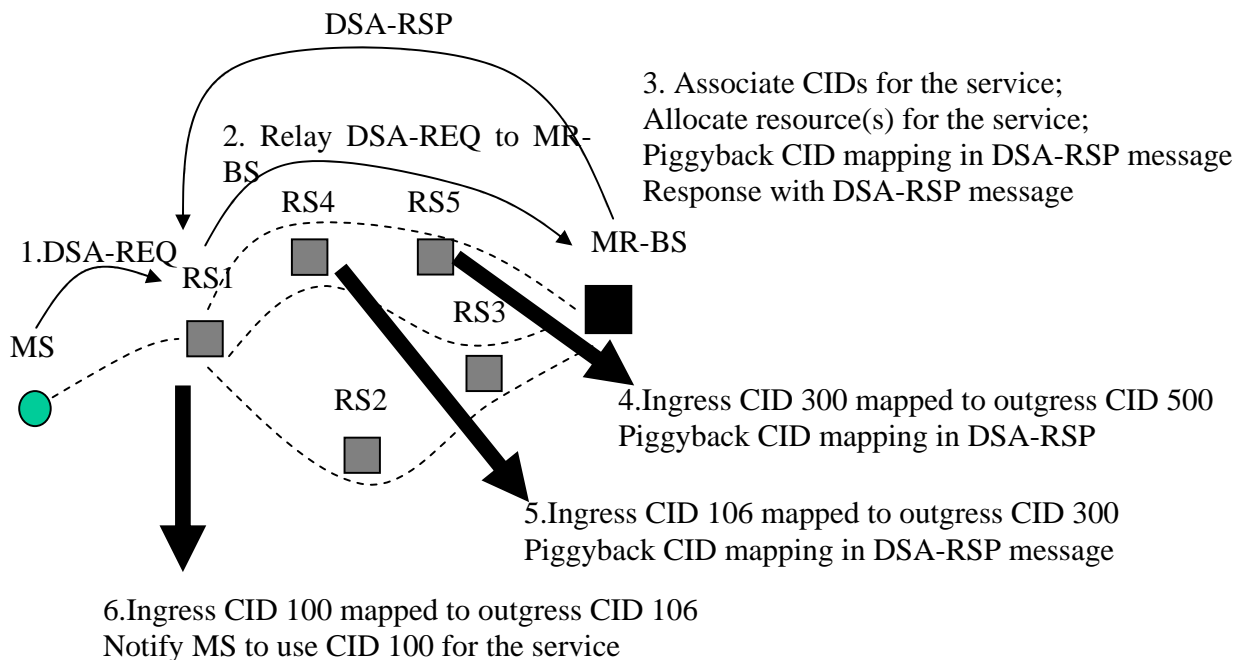 DSA-RSP
3. Associate CIDs for the service;
Allocate resource(s) for the service;
Piggyback CID mapping in DSA-RSP message
Response with DSA-RSP message
2. Relay DSA-REQ to MR-
BS
RS4
RS5
MR-BS
1.DSA-REQ
RS1
RS3
MS
RS2
4.Ingress CID 300 mapped to outgress CID 500
Piggyback CID mapping in DSA-RSP
5.Ingress CID 106 mapped to outgress CID 300
Piggyback CID mapping in DSA-RSP message
6.Ingress CID 100 mapped to outgress CID 106
Notify MS to use CID 100 for the service